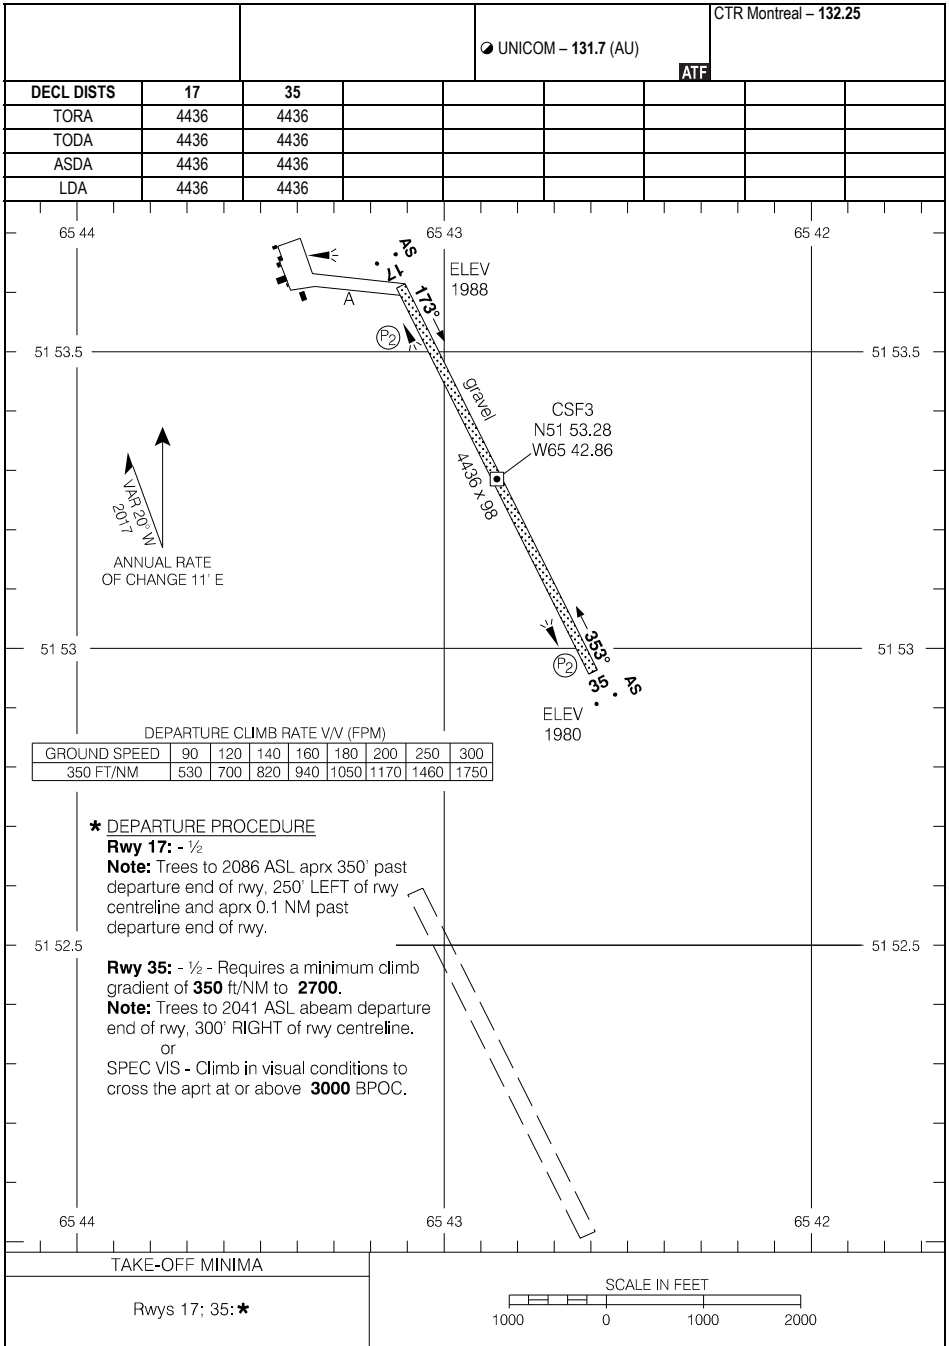 CTR Montreal – 132.25
UNICOM – 131.7 (AU)
ATF
DECL DISTS 17 35
TORA 4436 4436
TODA 4436 4436
ASDA 4436 4436
LDA 4436 4436
65 44 65 43 65 42
AS
17
ELEV
1988
173°
A
P2
51 53.5 51 53.5
gravel
CSF3
N51 53.28
W65 42.86
4436 x 98
VAR 20° W
2017
ANNUAL RATE
OF CHANGE 11' E
353°
51 53 51 53
P2
35
AS
ELEV
1980
DEPARTURE CLIMB RATE V/V (FPM)
GROUND SPEED 90 120 140 160 180 200 250 300
350 FT/NM 530 700 820 940 1050 1170 1460 1750
* DEPARTURE PROCEDURE
Rwy 17: - ½
Note: Trees to 2086 ASL aprx 350' past
departure end of rwy, 250' LEFT of rwy
centreline and aprx 0.1 NM past
departure end of rwy.
51 52.5 51 52.5
Rwy 35: - ½ - Requires a minimum climb
gradient of 350 ft/NM to 2700.
Note: Trees to 2041 ASL abeam departure
end of rwy, 300' RIGHT of rwy centreline.
or
SPEC VIS - Climb in visual conditions to
cross the aprt at or above 3000 BPOC.
65 44 65 43 65 42
TAKE-OFF MINIMA
Rwys 17; 35: *
SCALE IN FEET
1000 0 1000 2000